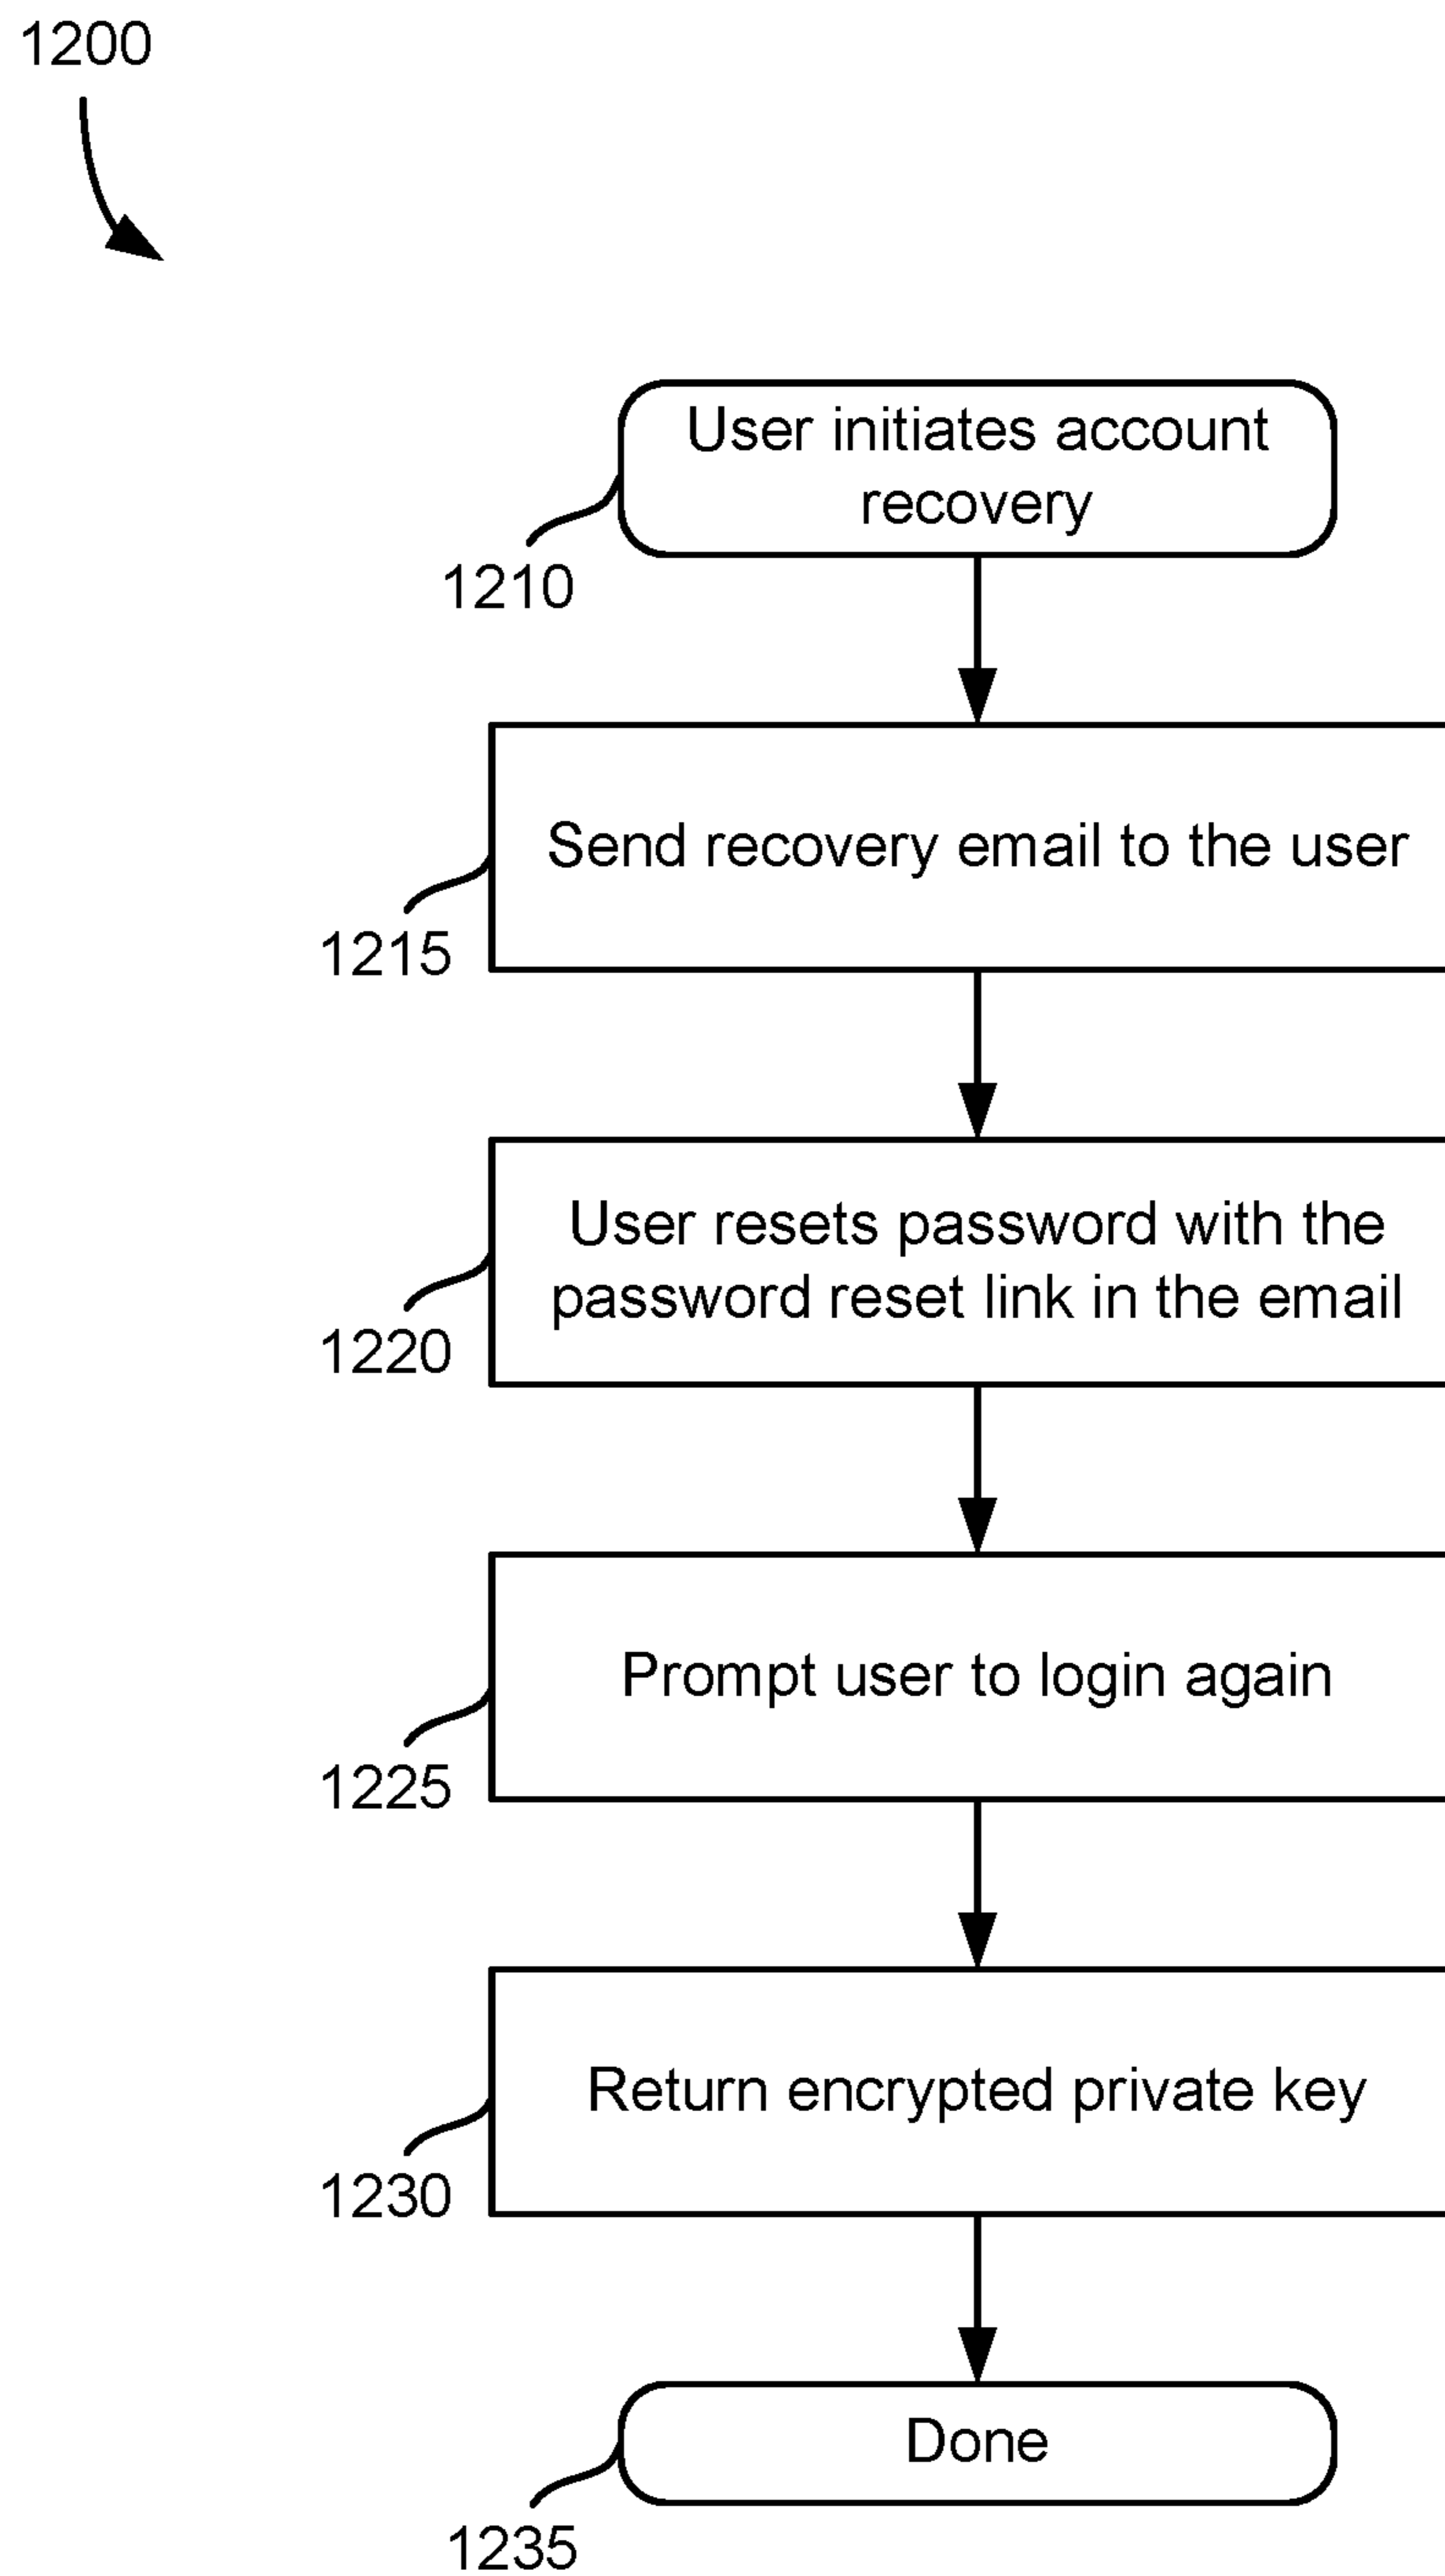 1200
User initiates account
recovery
1210
Send recovery email to the user
1215
User resets password with the
password reset link in the email
1220
Prompt user to login again
1225
Return encrypted private key
1230
Done
1235